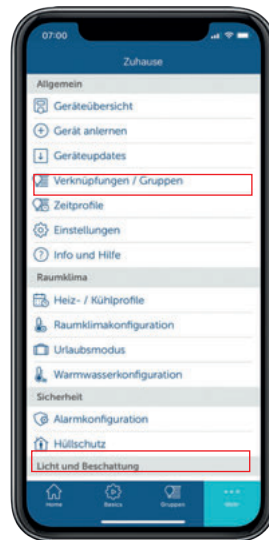 07:00
Zuhause
Allgemein
Geräteübersicht
Gerät anlernen
Geräteupdates
Verknüpfungen / Gruppen
Zeitprofile
Einstellungen
Info und Hilfe
Raumklima
Heiz- / Kühlprofile
Raumklimakonfiguration
Urlaubsmodus
Warmwasserkonfiguration
Sicherheit
Alarmkonfiguration
Hüllschutz
Licht und Beschattung
Home Basics Gruppen Mehr